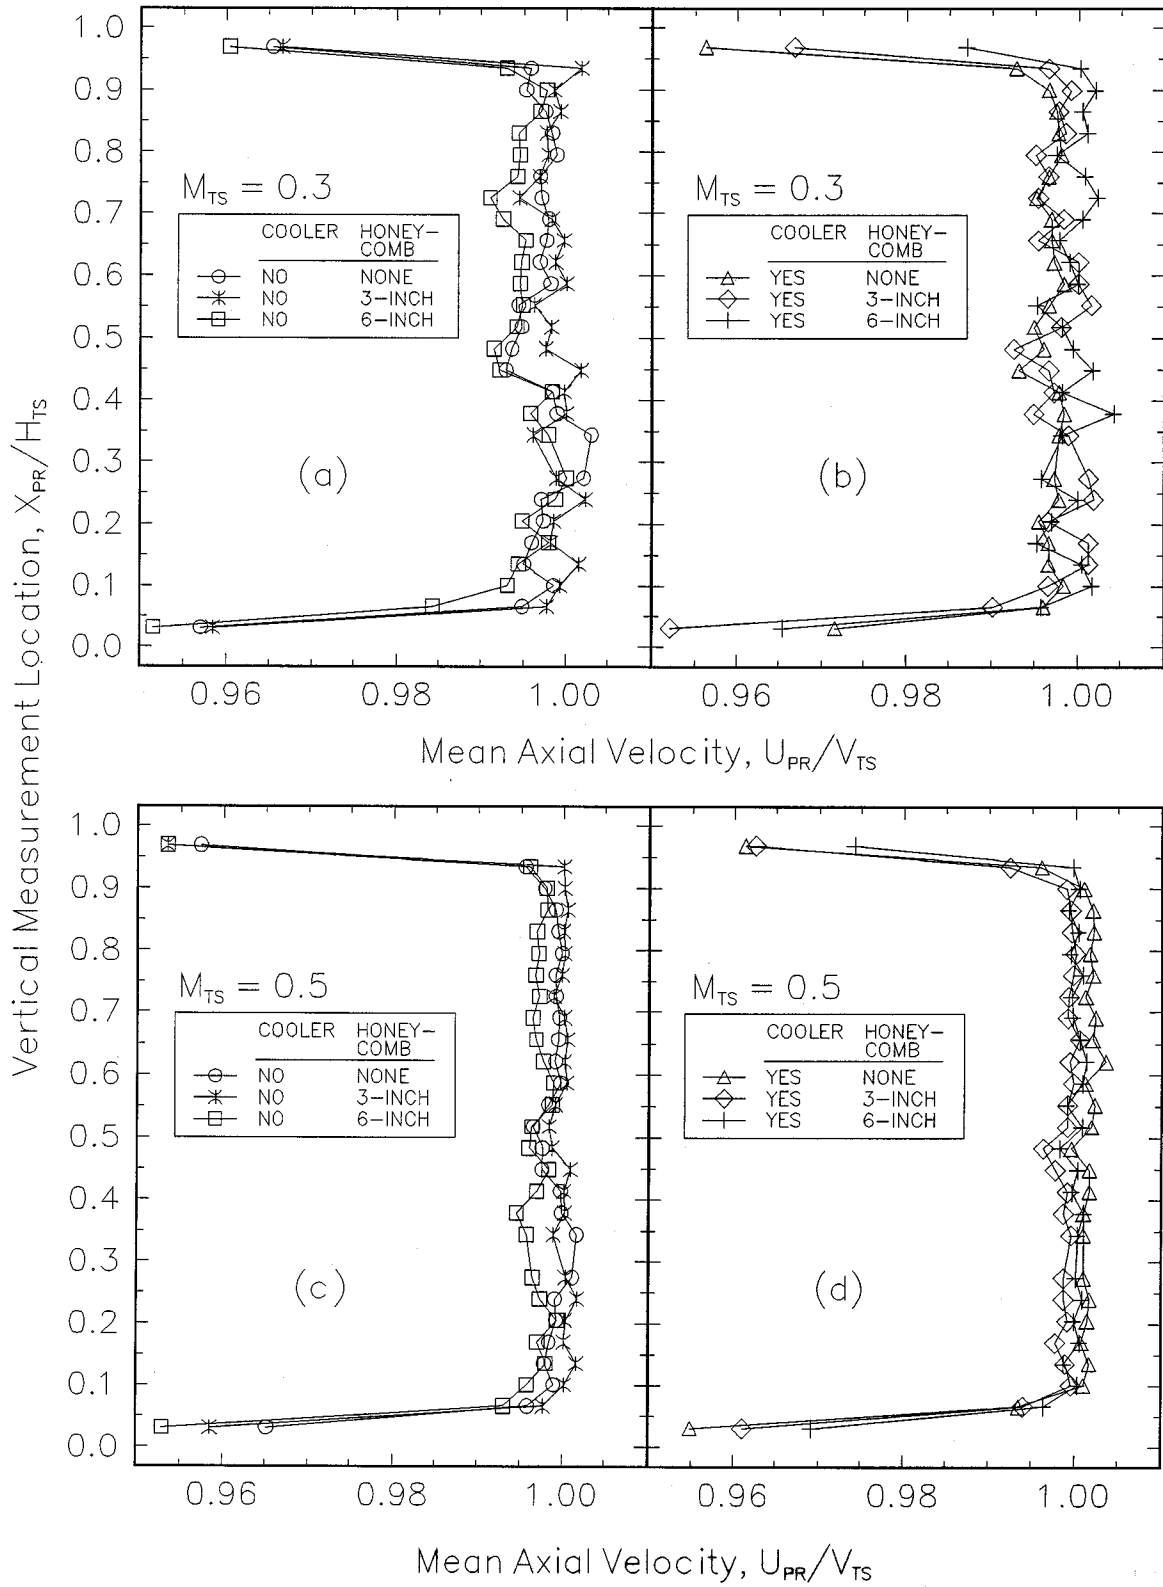 Vertical Measurement Location, X_PR/H_TS
1.0
0.9
0.8
0.7
0.6
0.5
0.4
0.3
0.2
0.1
0.0
M_TS = 0.3
COOLER HONEY-
COMB
NO NONE
NO 3-INCH
NO 6-INCH
(a)
M_TS = 0.3
COOLER HONEY-
COMB
YES NONE
YES 3-INCH
YES 6-INCH
(b)
0.96 0.98 1.00 0.96 0.98 1.00
Mean Axial Velocity, U_PR/V_TS
1.0
0.9
0.8
0.7
0.6
0.5
0.4
0.3
0.2
0.1
0.0
M_TS = 0.5
COOLER HONEY-
COMB
NO NONE
NO 3-INCH
NO 6-INCH
(c)
M_TS = 0.5
COOLER HONEY-
COMB
YES NONE
YES 3-INCH
YES 6-INCH
(d)
0.96 0.98 1.00 0.96 0.98 1.00
Mean Axial Velocity, U_PR/V_TS